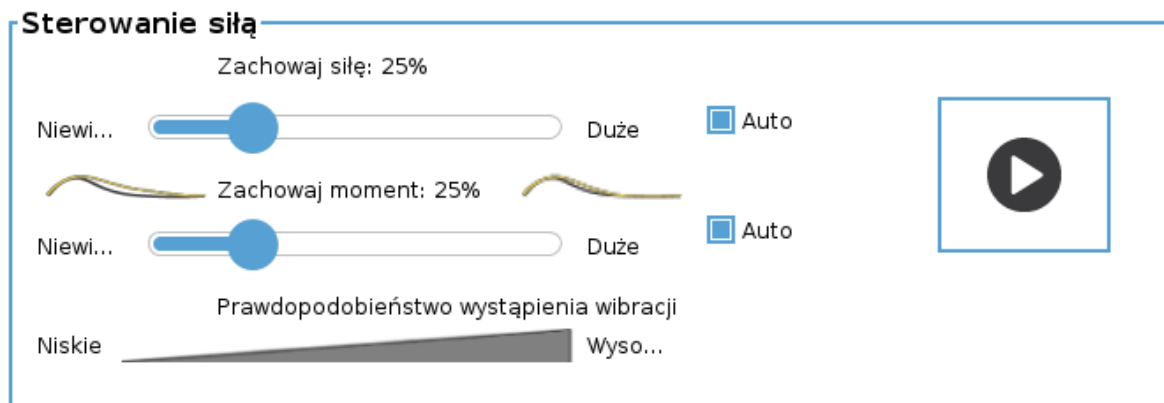 Sterowanie siłą
Zachowaj siłę: 25%
Niewi... Duże Auto
Zachowaj moment: 25%
Niewi... Duże Auto
Prawdopodobieństwo wystąpienia wibracji
Niskie Wyso...